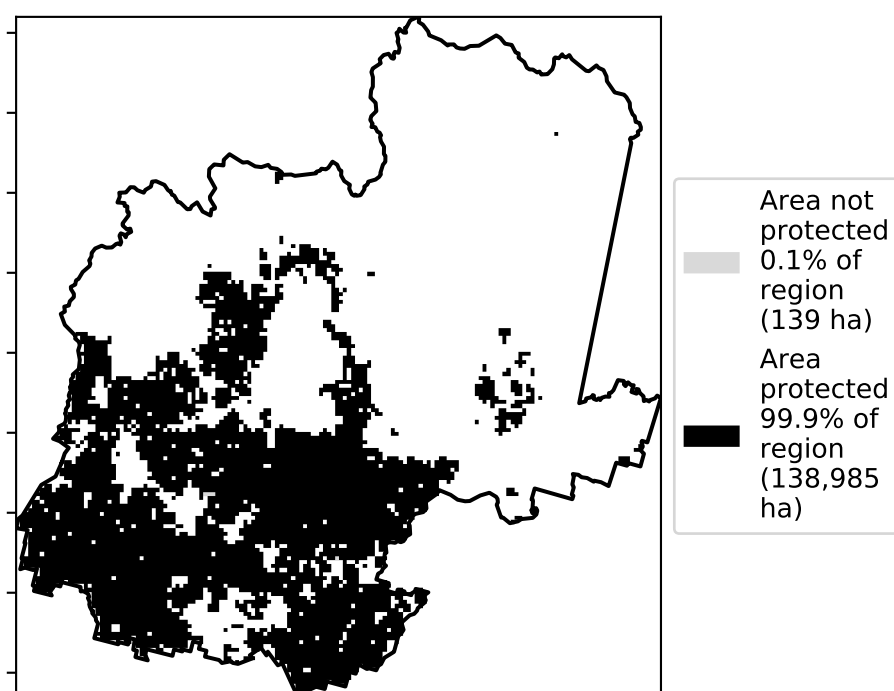 Area not
protected
0.1% of
region
(139 ha)
Area
protected
99.9% of
region
(138,985
ha)